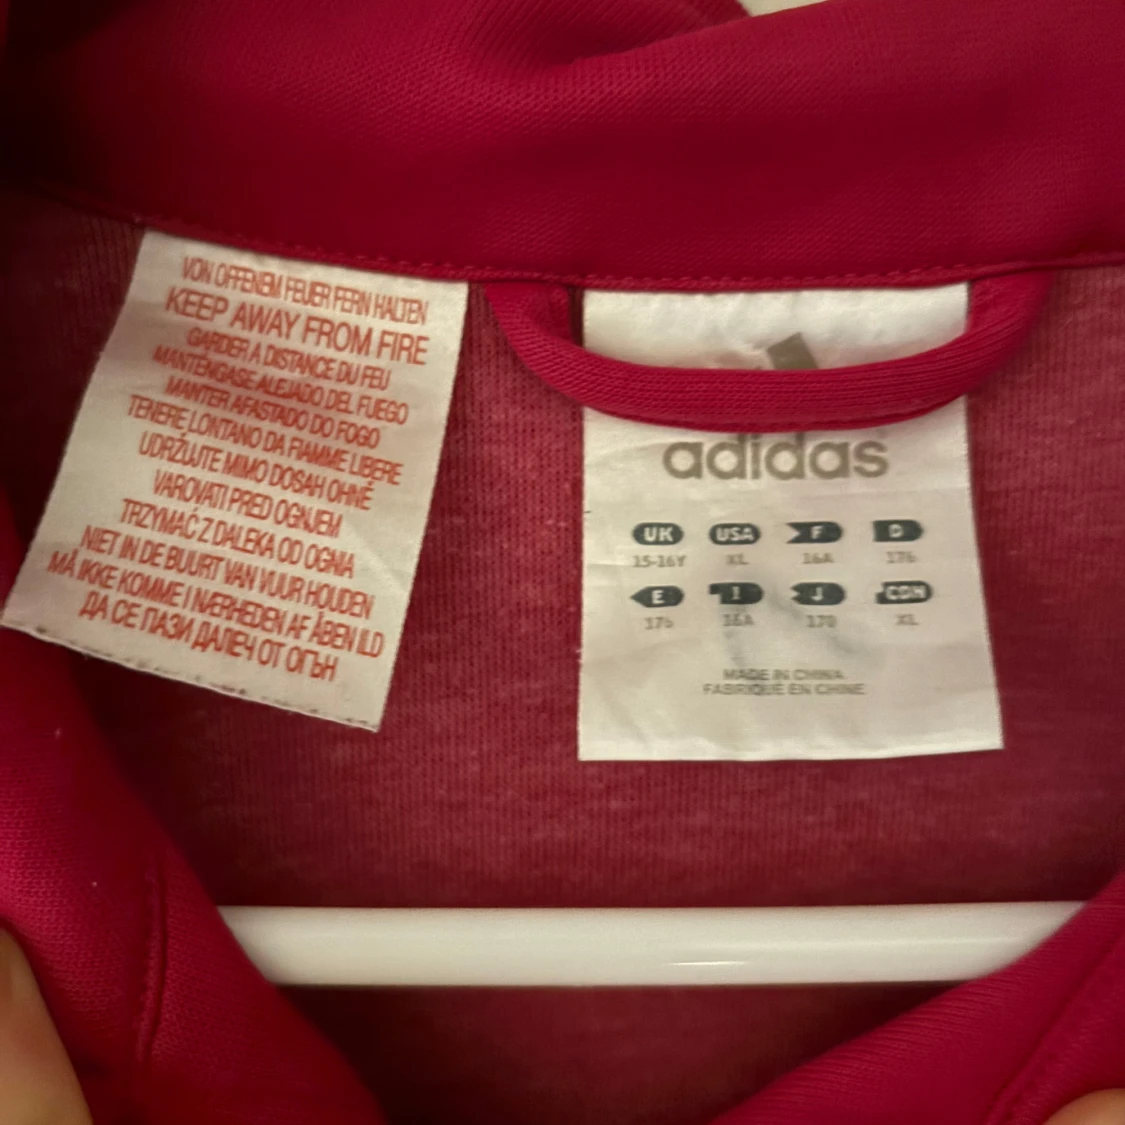 VON OFFENEM FEUER FERN HALTEN
KEEP AWAY FROM FIRE
GARDER A DISTANCE DU FEU
MANTÉNGASE ALEJADO DEL FUEGO
MANTER AFASTADO DO FOGO
TENERE LONTANO DA FIAMME LIBERE
UDRŽUJTE MIMO DOSAH OHNĚ
VAROVATI PRED OGNJEM
TRZYMAĆ Z DALEKA OD OGNIA
NIET IN DE BUURT VAN VUUR HOUDEN
MÅ IKKE KOMME I NÆRHEDEN AF ÅBEN ILD
ДА СЕ ПАЗИ ДАЛЕЧ ОТ ОГЪН
adidas
UK USA F D
15-16Y XL 16A 176
E I J CDN
176 16A 170 XL
MADE IN CHINA
FABRIQUÉ EN CHINE